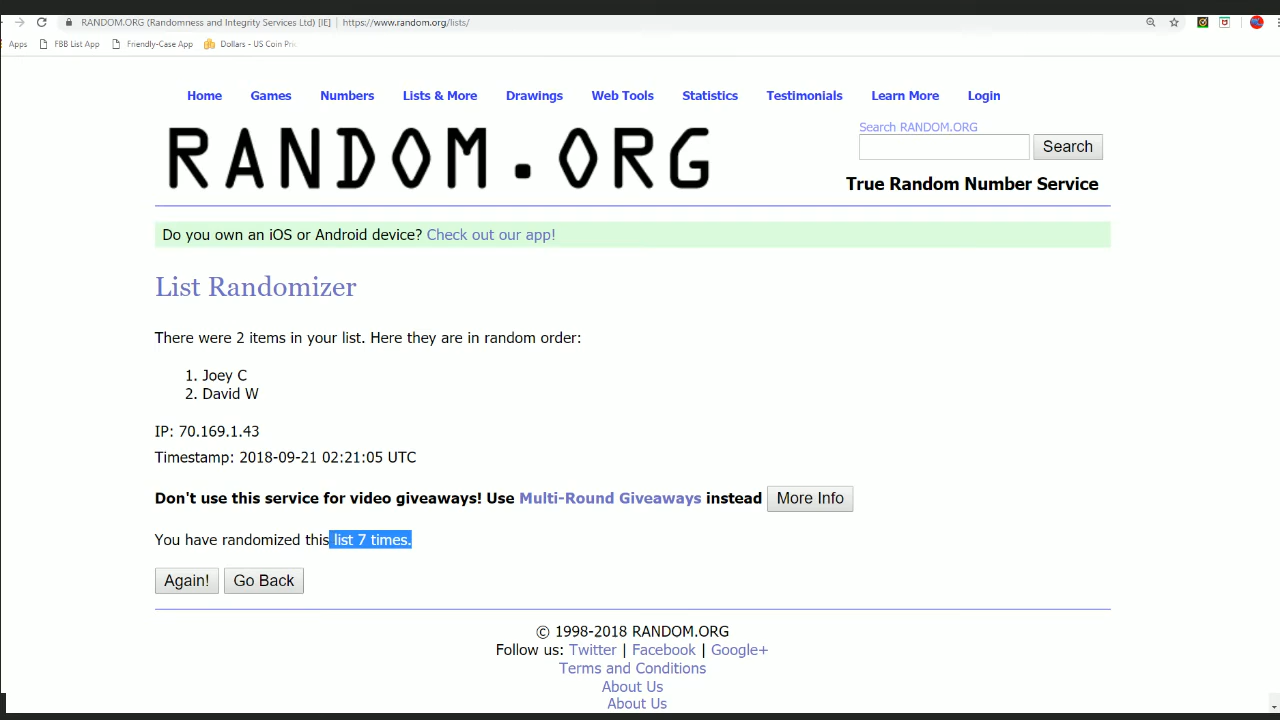 RANDOM.ORG (Randomness and Integrity Services Ltd) [IE] | https://www.random.org/lists/
Apps FBB List App Friendly-Case App Dollars - US Coin Pric
Home Games Numbers Lists & More Drawings Web Tools Statistics Testimonials Learn More Login
RANDOM.ORG
Search RANDOM.ORG
Search
True Random Number Service
Do you own an iOS or Android device? Check out our app!
List Randomizer
There were 2 items in your list. Here they are in random order:
1. Joey C
2. David W
IP: 70.169.1.43
Timestamp: 2018-09-21 02:21:05 UTC
Don't use this service for video giveaways! Use Multi-Round Giveaways instead More Info
You have randomized this list 7 times.
Again! Go Back
© 1998-2018 RANDOM.ORG
Follow us: Twitter | Facebook | Google+
Terms and Conditions
About Us
About Us